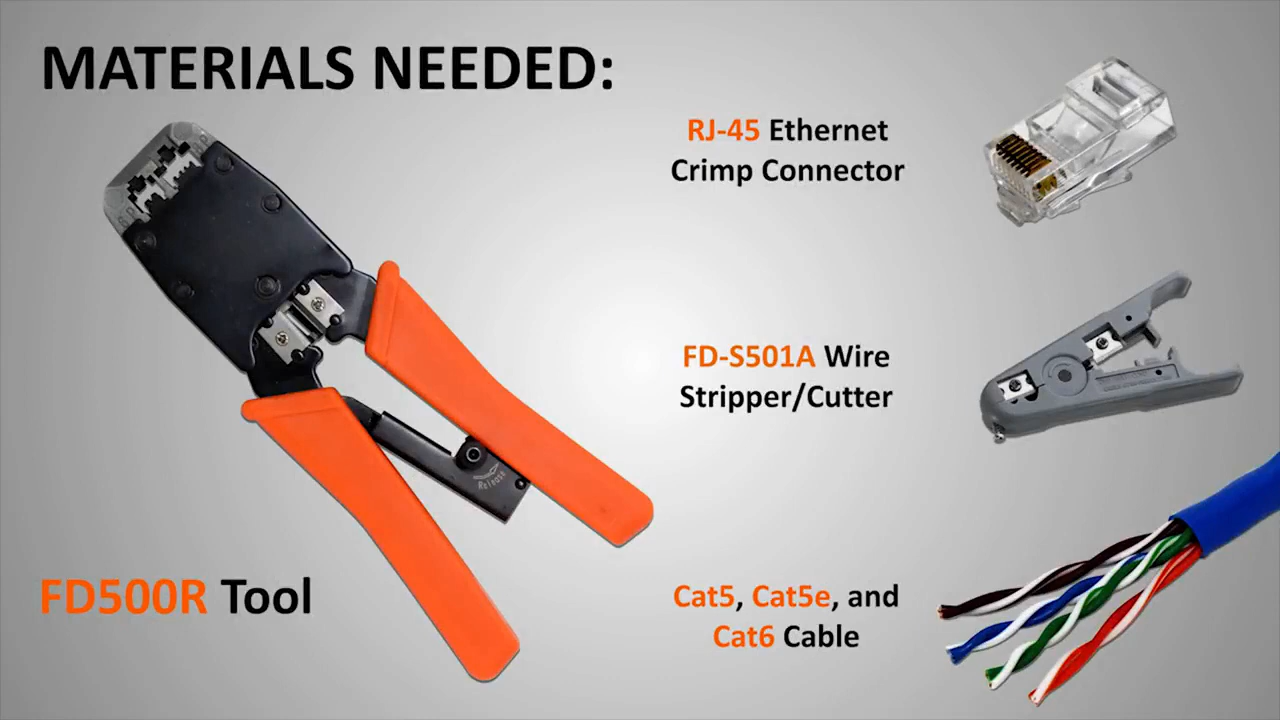 MATERIALS NEEDED:
RJ-45 Ethernet
Crimp Connector
FD-S501A Wire
Stripper/Cutter
Release
FD500R Tool
Cat5, Cat5e, and
Cat6 Cable